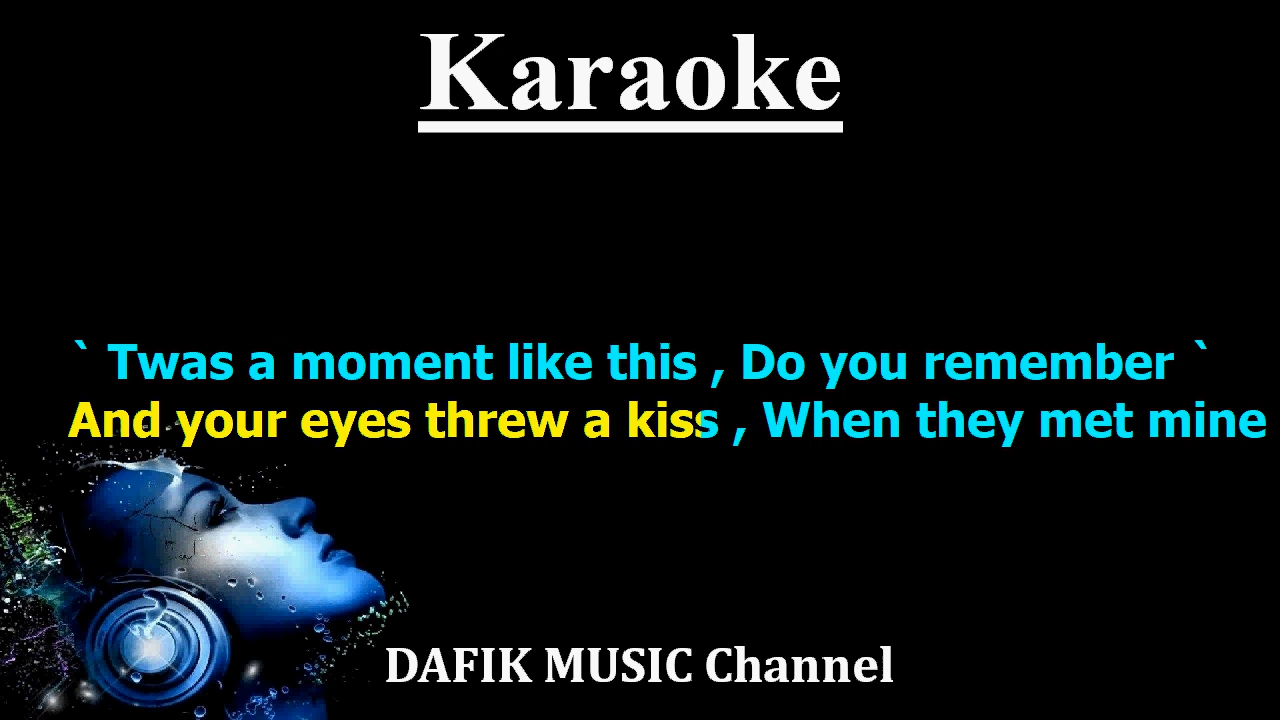 Karaoke
` Twas a moment like this , Do you remember `
And your eyes threw a kiss , When they met mine
DAFIK MUSIC Channel